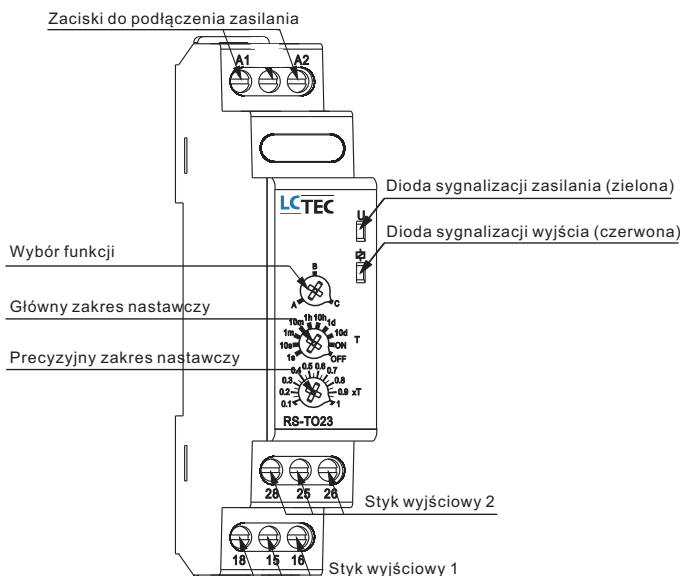 Zaciski do podłączenia zasilania
A1 A2
LCTEC
U
Dioda sygnalizacji zasilania (zielona)
Dioda sygnalizacji wyjścia (czerwona)
Wybór funkcji
A B C
Główny zakres nastawczy
1s 10s 1m 10m 1h 10h 1d 10d ON OFF
T
Precyzyjny zakres nastawczy
0.1 0.2 0.3 0.4 0.5 0.6 0.7 0.8 0.9 1
xT
RS-TO23
28 25 26
Styk wyjściowy 2
18 15 16
Styk wyjściowy 1